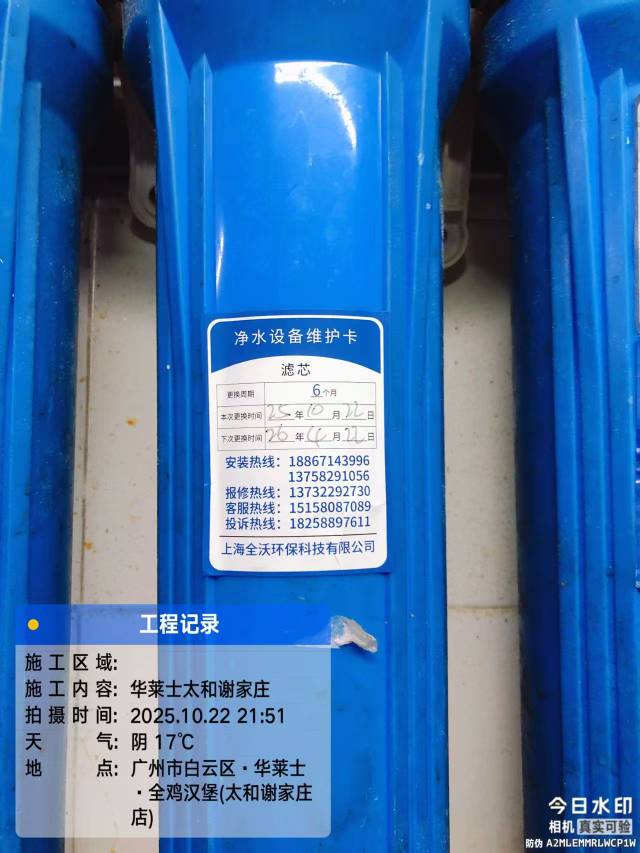 净水设备维护卡
滤芯
更换周期 6个月
本次更换时间 25年10月22日
下次更换时间 26年4月22日
安装热线：18867143996
13758291056
报修热线：13732292730
客服热线：15158087089
投诉热线：18258897611
上海全沃环保科技有限公司
工程记录
施工区域:
施工内容: 华莱士太和谢家庄
拍摄时间: 2025.10.22 21:51
天气: 阴 17℃
地点: 广州市白云区·华莱士
·全鸡汉堡(太和谢家庄
店)
今日水印
相机 真实可验
防伪 A2MLEMMRLWCP1W